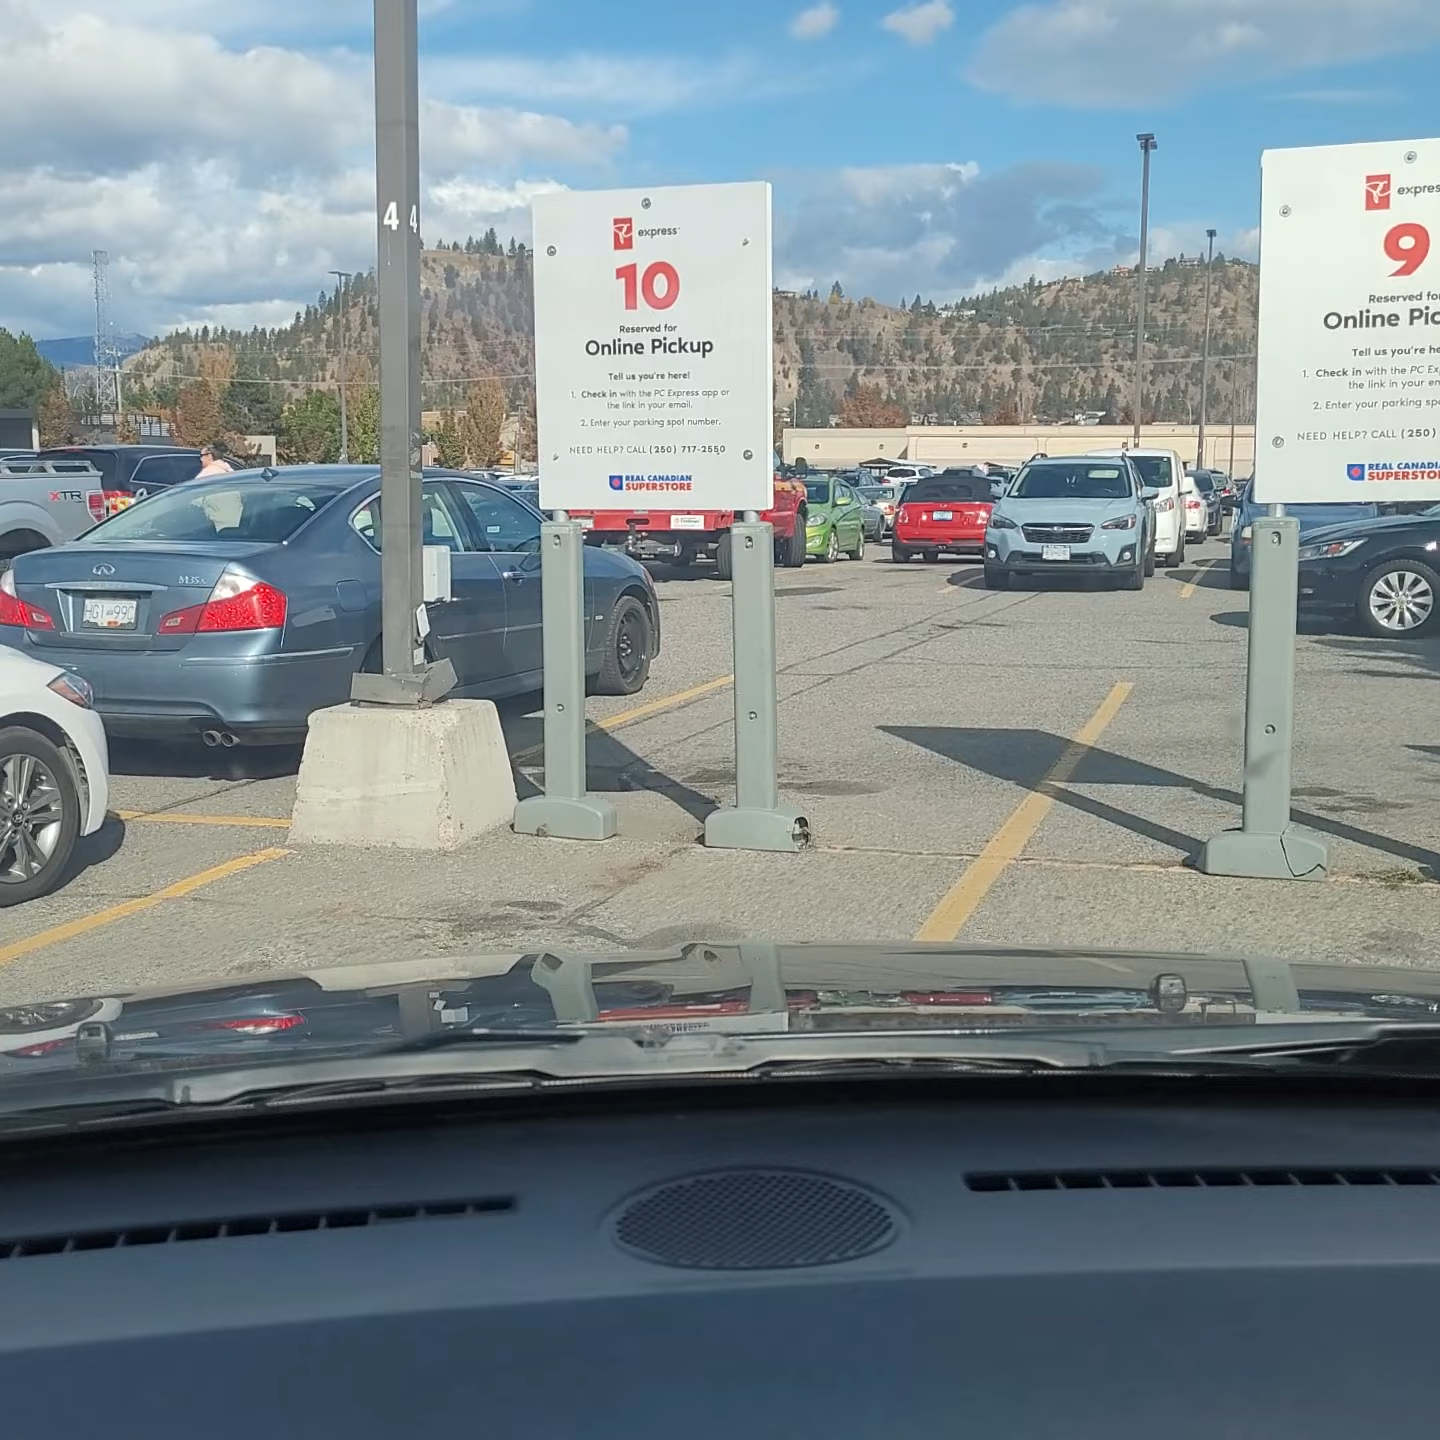 4 4
express
10
Reserved for
Online Pickup
Tell us you're here!
1. Check in with the PC Express app or
the link in your email.
2. Enter your parking spot number.
NEED HELP? CALL (250) 717-2550
REAL CANADIAN
SUPERSTORE
expres
9
Reserved for
Online Pic
Tell us you're he
1. Check in with the PC Ex
the link in your em
2. Enter your parking spo
NEED HELP? CALL (250)
REAL CANADIA
SUPERSTO
XTR
M35x